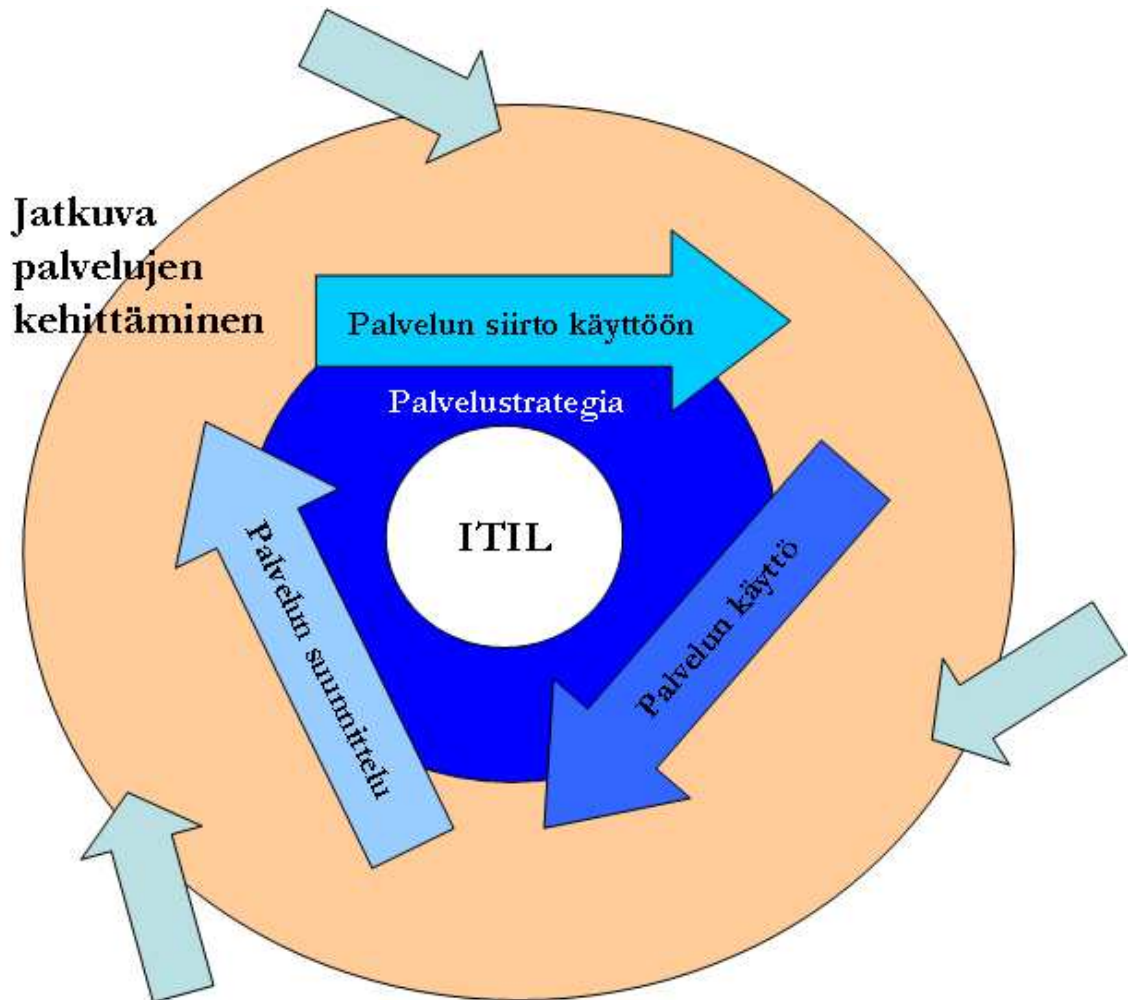 Jatkuva
palvelujen
kehittäminen
Palvelun siirto käyttöön
Palvelustrategia
ITIL
Palvelun käyttö
Palvelun suunnittelu